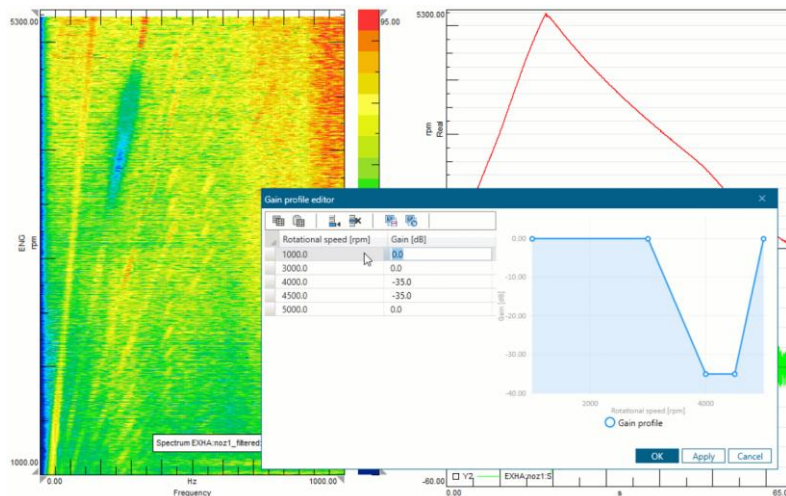 5300.00
95.00
ENG
rpm
1000.00
0.00
Hz
1000.00
Frequency
Spectrum EXHA:noz1_filtered:
5300.00
rpm
Real
-60.00
0.00
s
65.0
Y2
EXHA:noz1:S
Gain profile editor
Rotational speed [rpm] Gain [dB]
1000.0 0.0
3000.0 0.0
4000.0 -35.0
4500.0 -35.0
5000.0 0.0
0.00
-10.00
-20.00
-30.00
-40.00
Gain [dB]
2000 4000
Rotational speed [rpm]
Gain profile
OK Apply Cancel